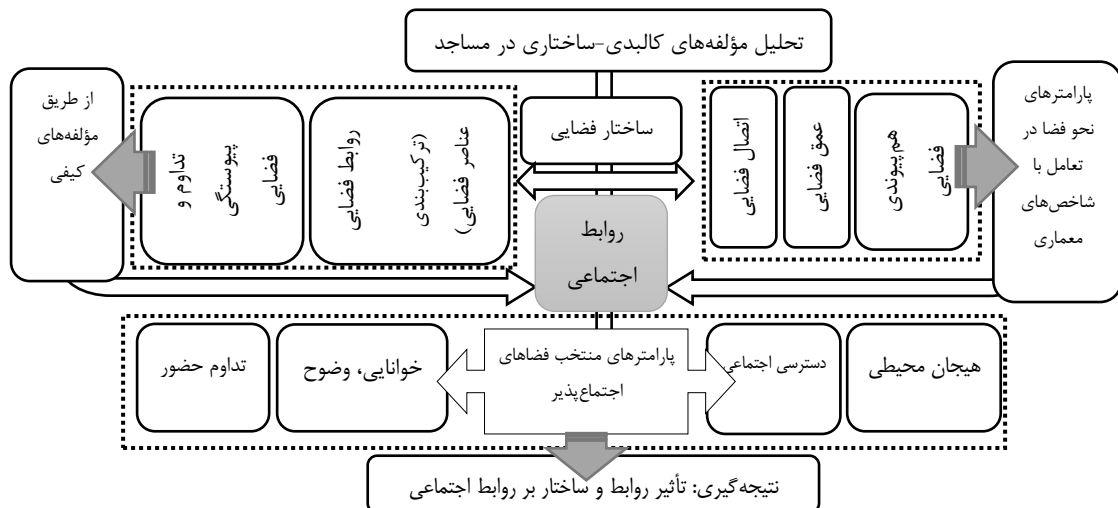 تحلیل مؤلفه‌های کالبدی-ساختاری در مساجد
پارامترهای
نحو فضا در
تعامل با
شاخص‌های
معماری
هم‌پیوندی
فضایی
عمق فضایی
اتصال فضایی
ساختار فضایی
روابط فضایی
(ترکیب‌بندی
عناصر فضایی)
تداوم و
پیوستگی
فضایی
از طریق
مؤلفه‌های
کیفی
روابط
اجتماعی
هیجان محیطی
دسترسی اجتماعی
پارامترهای منتخب فضاهای
اجتماع‌پذیر
خوانایی، وضوح
تداوم حضور
نتیجه‌گیری: تأثیر روابط و ساختار بر روابط اجتماعی